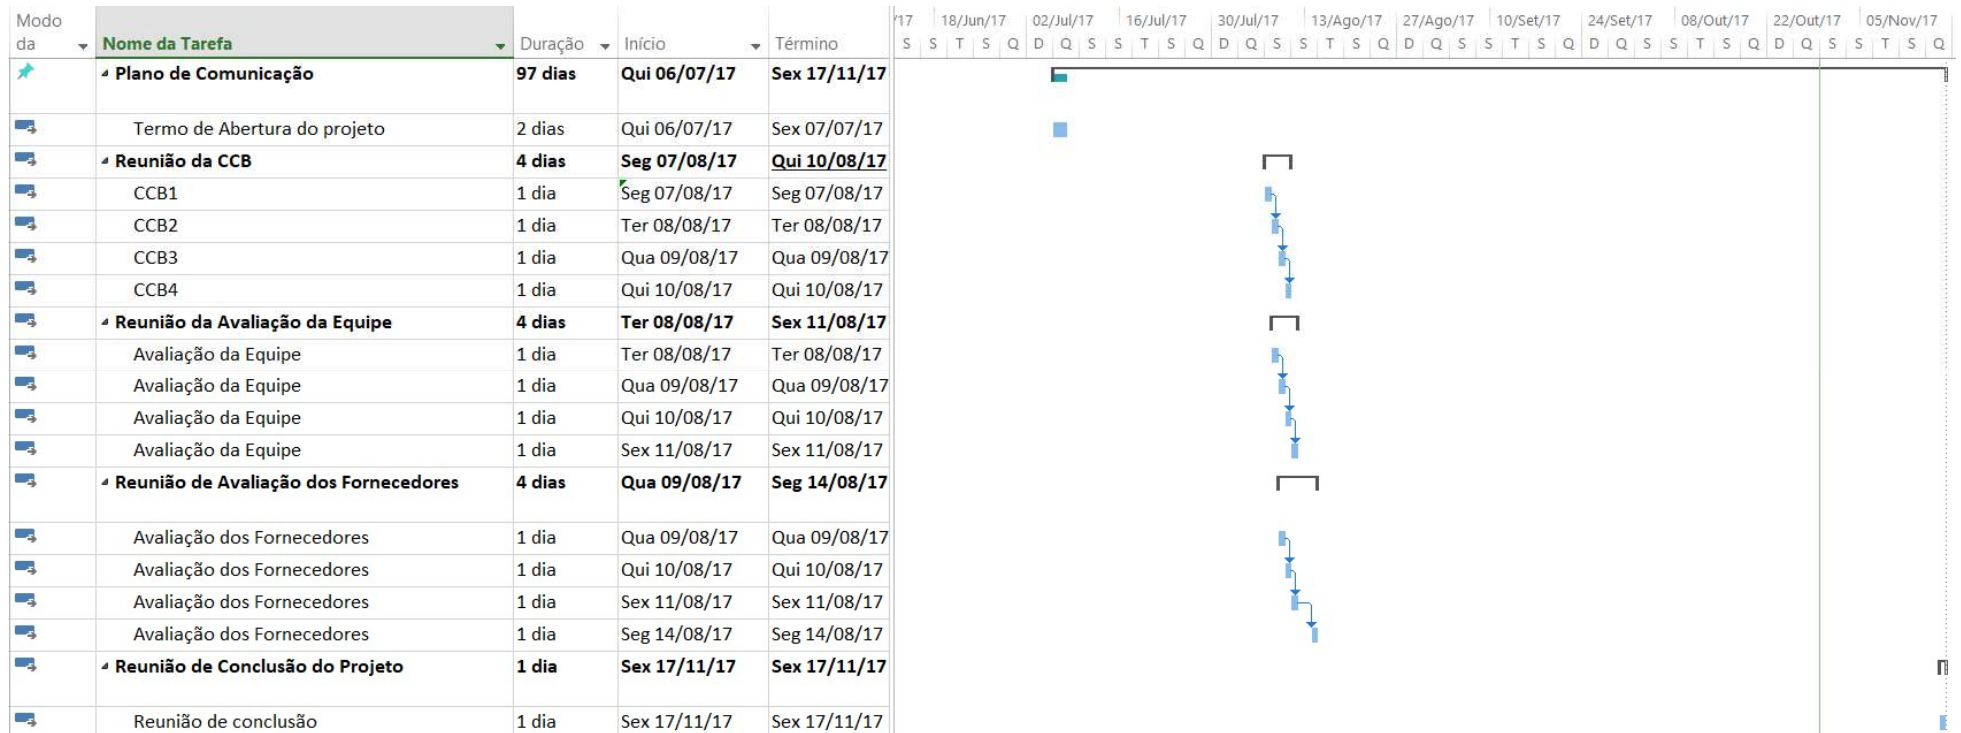 Modo da Nome da Tarefa Duração Início Término
'17 18/Jun/17 02/Jul/17 16/Jul/17 30/Jul/17 13/Ago/17 27/Ago/17 10/Set/17 24/Set/17 08/Out/17 22/Out/17 05/Nov/17
S S T S Q D Q S S T S Q D Q S S T S Q D Q S S T S Q D Q S S T S Q D Q S S T S Q
Plano de Comunicação 97 dias Qui 06/07/17 Sex 17/11/17
Termo de Abertura do projeto 2 dias Qui 06/07/17 Sex 07/07/17
Reunião da CCB 4 dias Seg 07/08/17 Qui 10/08/17
CCB1 1 dia Seg 07/08/17 Seg 07/08/17
CCB2 1 dia Ter 08/08/17 Ter 08/08/17
CCB3 1 dia Qua 09/08/17 Qua 09/08/17
CCB4 1 dia Qui 10/08/17 Qui 10/08/17
Reunião da Avaliação da Equipe 4 dias Ter 08/08/17 Sex 11/08/17
Avaliação da Equipe 1 dia Ter 08/08/17 Ter 08/08/17
Avaliação da Equipe 1 dia Qua 09/08/17 Qua 09/08/17
Avaliação da Equipe 1 dia Qui 10/08/17 Qui 10/08/17
Avaliação da Equipe 1 dia Sex 11/08/17 Sex 11/08/17
Reunião de Avaliação dos Fornecedores 4 dias Qua 09/08/17 Seg 14/08/17
Avaliação dos Fornecedores 1 dia Qua 09/08/17 Qua 09/08/17
Avaliação dos Fornecedores 1 dia Qui 10/08/17 Qui 10/08/17
Avaliação dos Fornecedores 1 dia Sex 11/08/17 Sex 11/08/17
Avaliação dos Fornecedores 1 dia Seg 14/08/17 Seg 14/08/17
Reunião de Conclusão do Projeto 1 dia Sex 17/11/17 Sex 17/11/17
Reunião de conclusão 1 dia Sex 17/11/17 Sex 17/11/17